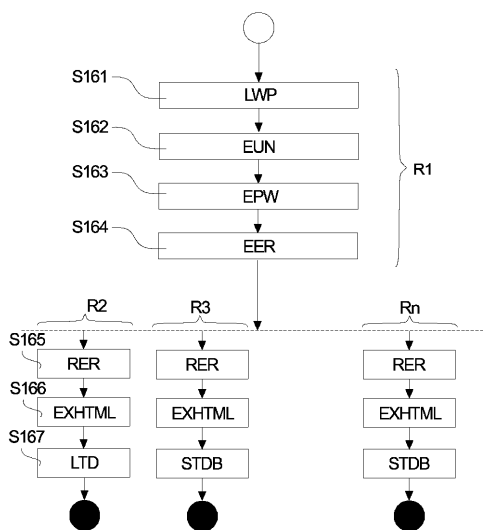 S161
LWP
S162
EUN
S163
EPW
R1
S164
EER
R2
R3
Rn
S165
RER
RER
RER
S166
EXHTML
EXHTML
EXHTML
S167
LTD
STDB
STDB